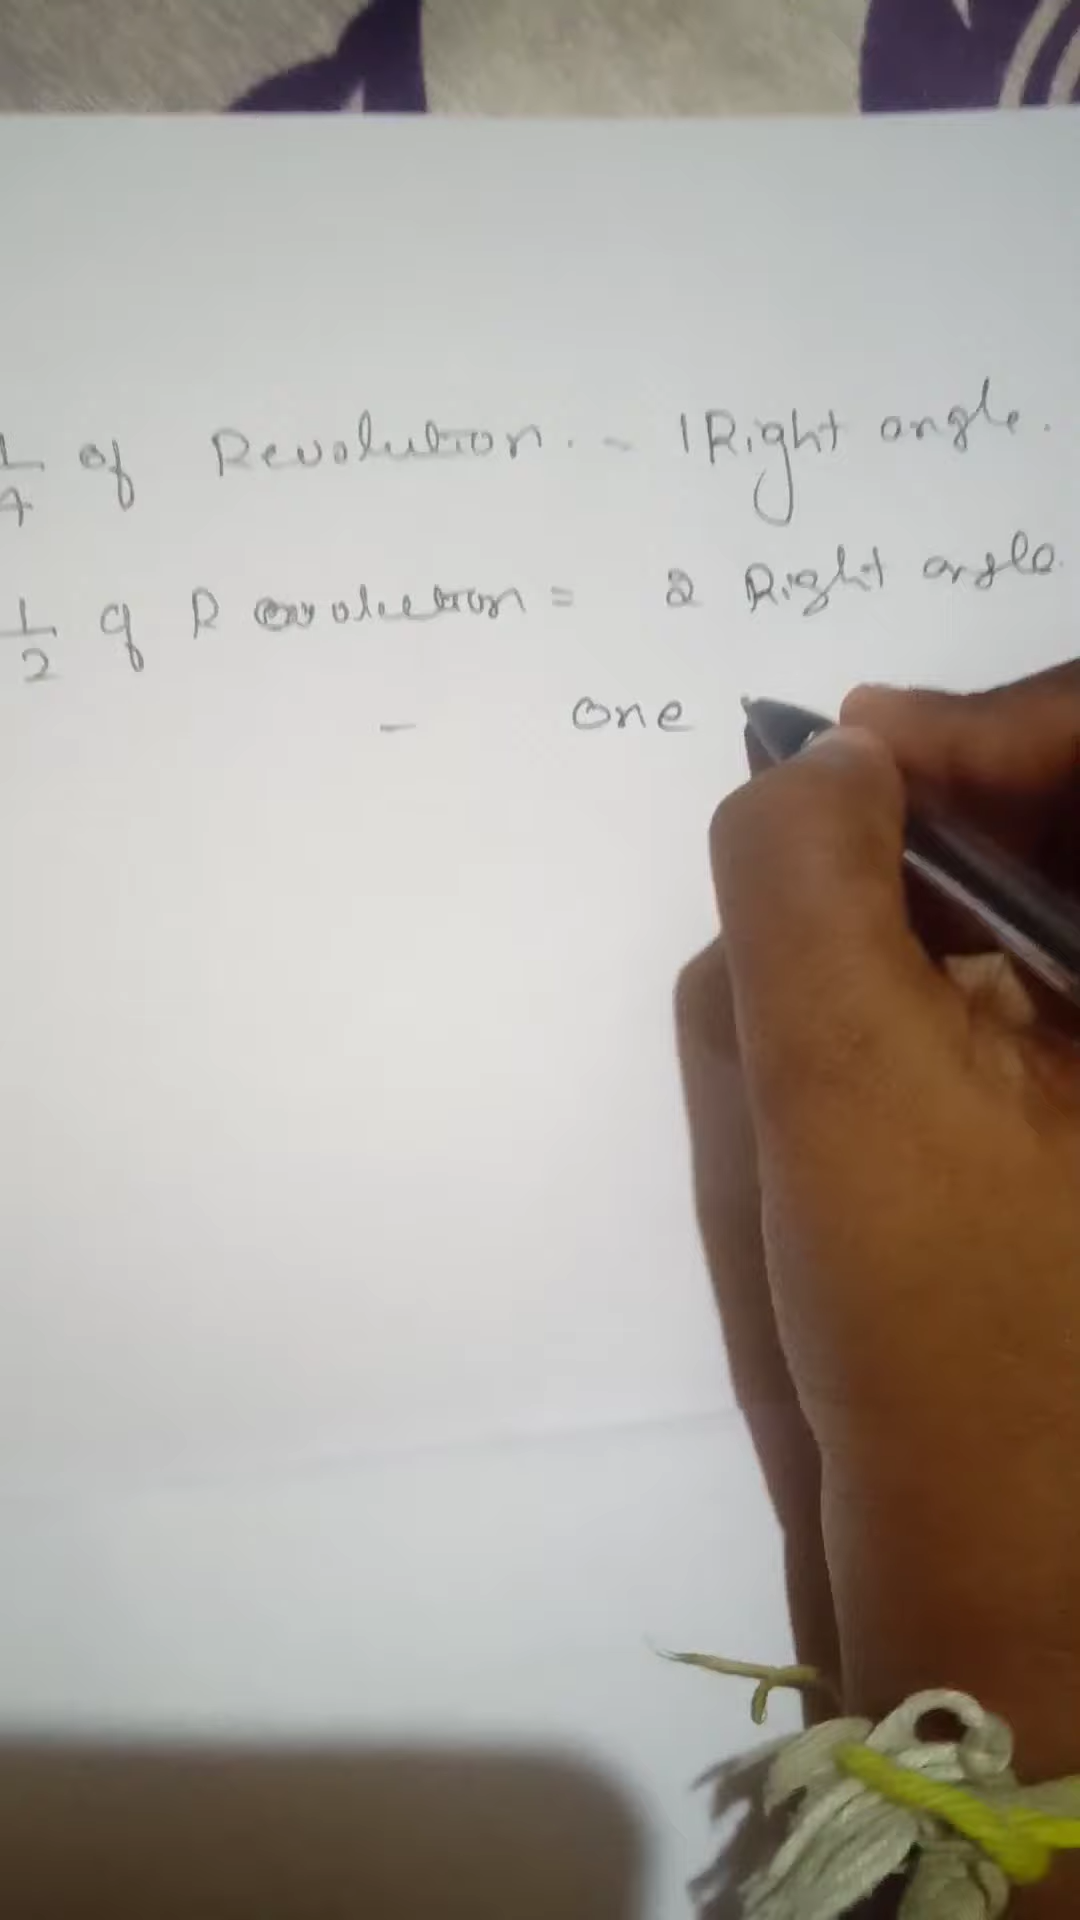 1/4 of Revolution. - 1 Right angle.
1/2 of Revolution = 2 Right angle.
- one